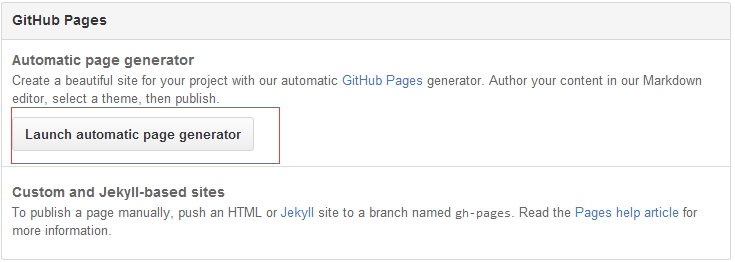 GitHub Pages
Automatic page generator
Create a beautiful site for your project with our automatic GitHub Pages generator. Author your content in our Markdown
editor, select a theme, then publish.
Launch automatic page generator
Custom and Jekyll-based sites
To publish a page manually, push an HTML or Jekyll site to a branch named gh-pages. Read the Pages help article for
more information.